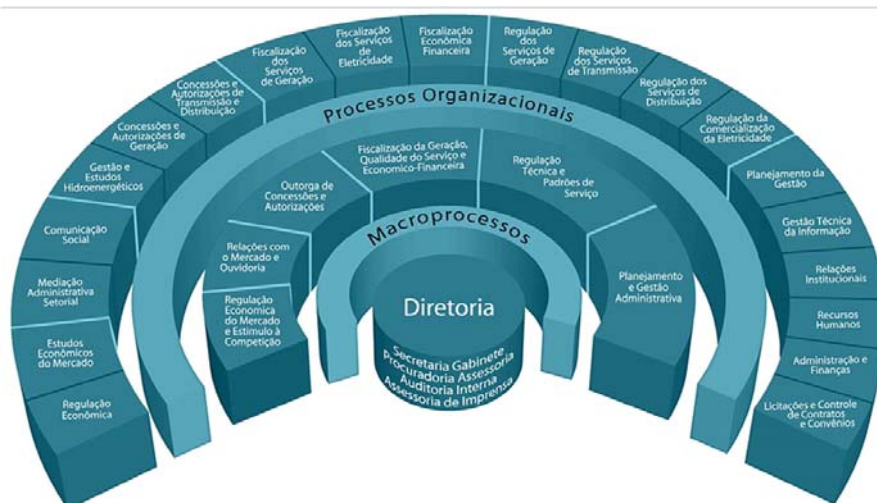 Regulação
Econômica
Estudos
Econômicos
do Mercado
Mediação
Administrativa
Setorial
Comunicação
Social
Gestão e
Estudos
Hidroenergéticos
Concessões e
Autorizações
de Geração
Concessões e
Autorizações de
Transmissão e
Distribuição
Fiscalização
dos
Serviços
de Geração
Fiscalização
dos Serviços
de
Eletricidade
Fiscalização
Econômica
Financeira
Regulação
dos
Serviços de
Geração
Regulação
dos Serviços
de Transmissão
Regulação dos
Serviços de
Distribuição
Regulação da
Comercialização
da Eletricidade
Planejamento da
Gestão
Gestão Técnica
da Informação
Relações
Institucionais
Recursos
Humanos
Administração e
Finanças
Licitações e Controle
de Contratos
e Convênios
Processos Organizacionais
Regulação
Economica
do Mercado
e Estimulo à
Competição
Relações com
o Mercado e
Ouvidoria
Outorga de
Concessões e
Autorizações
Fiscalização da Geração,
Qualidade do Serviço e
Economico-Financeira
Regulação
Técnica e
Padrões de
Serviço
Planejamento
e Gestão
Administrativa
Macroprocessos
Diretoria
Secretaria Gabinete
Procuradoria Assessoria
Auditoria Interna
Assessoria de Imprensa